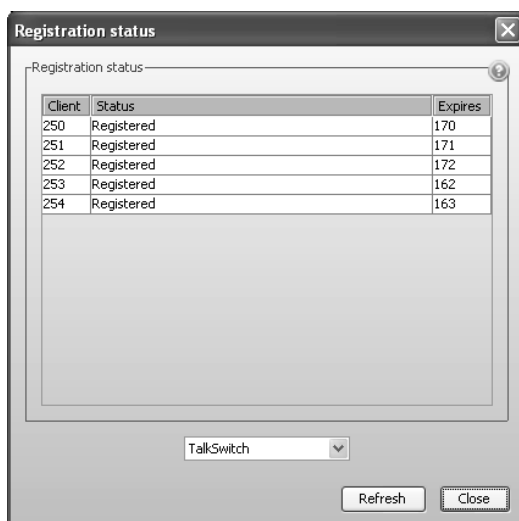 Registration status
Registration status
?
Client Status Expires
250 Registered 170
251 Registered 171
252 Registered 172
253 Registered 162
254 Registered 163
TalkSwitch
Refresh Close